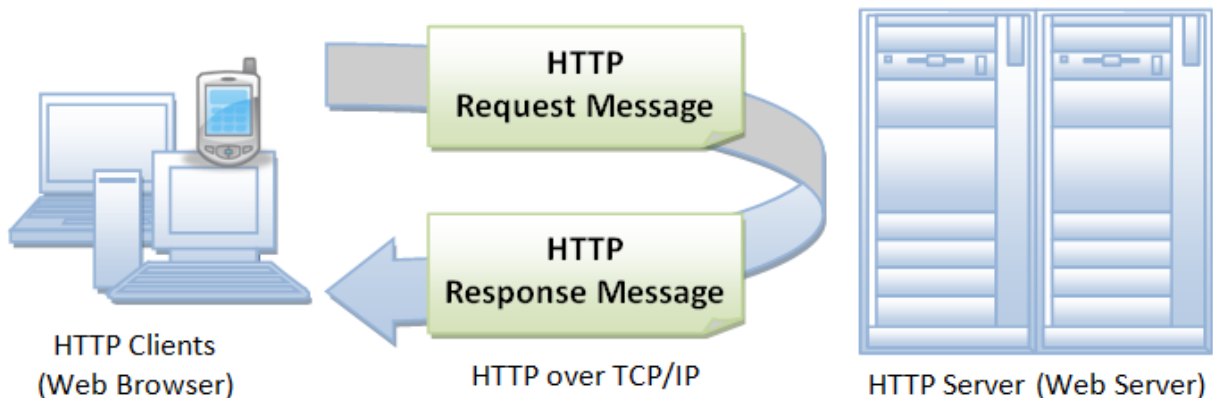 HTTP
Request Message
HTTP
Response Message
HTTP Clients
(Web Browser)
HTTP over TCP/IP
HTTP Server (Web Server)